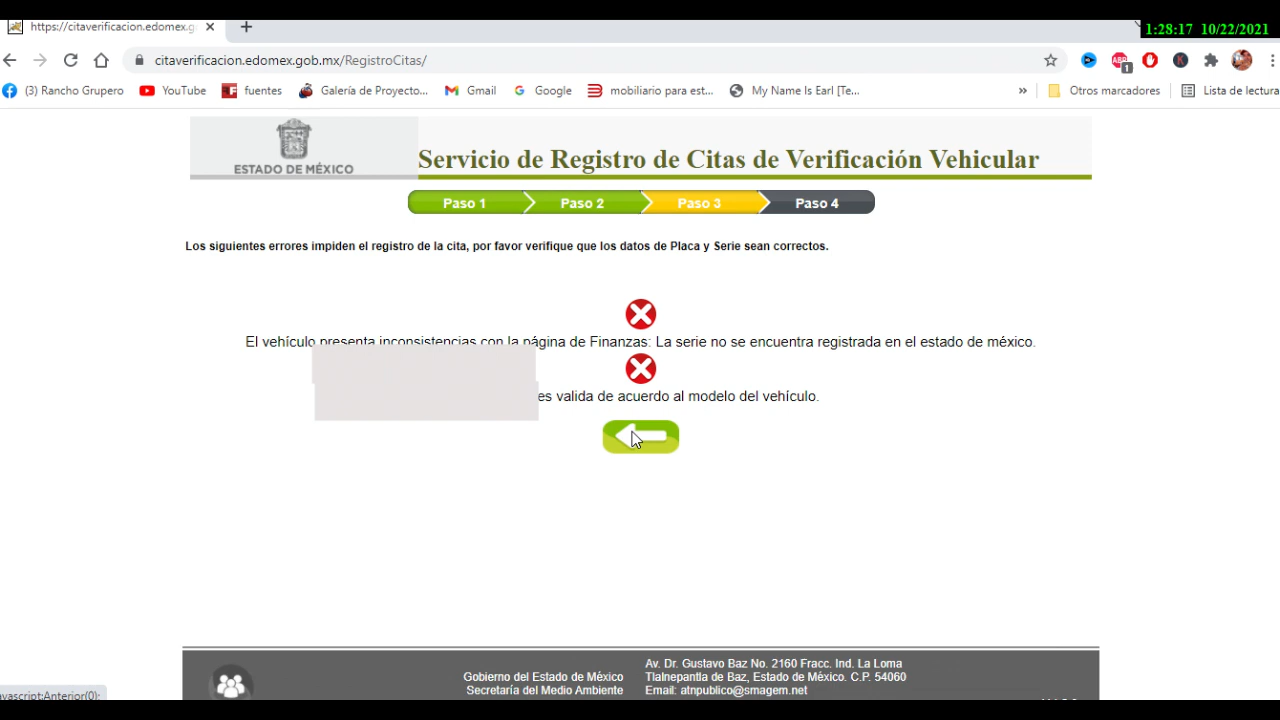 https://citaverificacion.edomex.g
1:28:17 10/22/2021
citaverificacion.edomex.gob.mx/RegistroCitas/
ABP
1
K
(3) Rancho Grupero
YouTube
fuentes
Galería de Proyecto...
Gmail
Google
mobiliario para est...
My Name Is Earl [Te...
»
Otros marcadores
Lista de lectura
ESTADO DE MÉXICO
Servicio de Registro de Citas de Verificación Vehicular
Paso 1
Paso 2
Paso 3
Paso 4
Los siguientes errores impiden el registro de la cita, por favor verifique que los datos de Placa y Serie sean correctos.
El vehículo presenta inconsistencias con la página de Finanzas: La serie no se encuentra registrada en el estado de méxico.
es valida de acuerdo al modelo del vehículo.
Gobierno del Estado de México
Secretaría del Medio Ambiente
Av. Dr. Gustavo Baz No. 2160 Fracc. Ind. La Loma
Tlalnepantla de Baz, Estado de México. C.P. 54060
Email: atnpublico@smagem.net
avascript:Anterior(0);